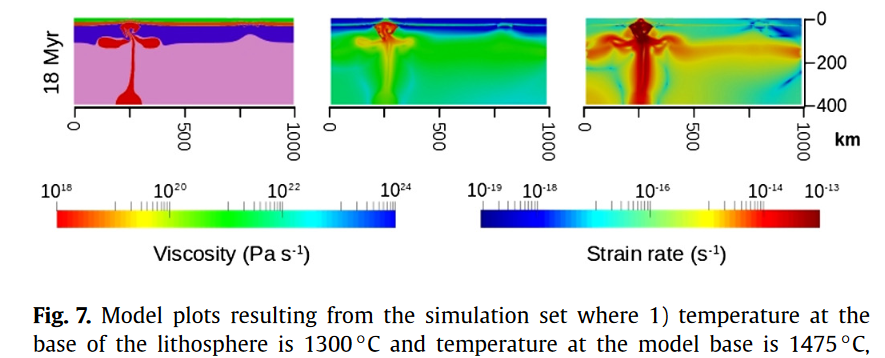 18 Myr
0
200
400
0 500 1000 0 500 1000 0 500 1000
km
10¹⁸ 10²⁰ 10²² 10²⁴ 10⁻¹⁹ 10⁻¹⁸ 10⁻¹⁶ 10⁻¹⁴ 10⁻¹³
Viscosity (Pa s⁻¹) Strain rate (s⁻¹)
Fig. 7. Model plots resulting from the simulation set where 1) temperature at the
base of the lithosphere is 1300 °C and temperature at the model base is 1475 °C,